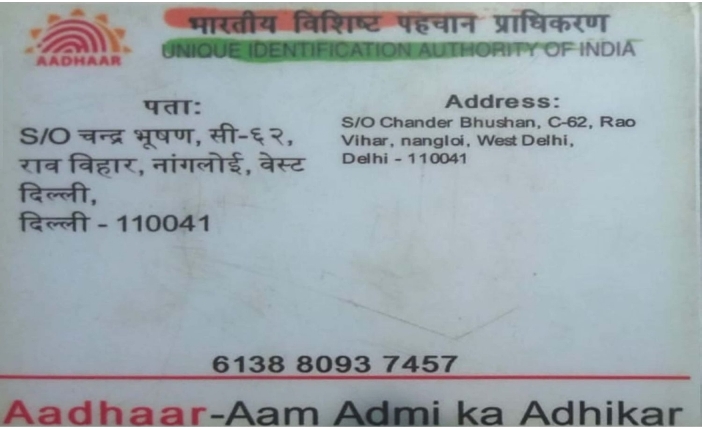 भारतीय विशिष्ट पहचान प्राधिकरण
UNIQUE IDENTIFICATION AUTHORITY OF INDIA
AADHAAR
पता:
S/O चन्द्र भूषण, सी-६२,
राव विहार, नांगलोई, वेस्ट
दिल्ली,
दिल्ली - 110041
Address:
S/O Chander Bhushan, C-62, Rao
Vihar, nangloi, West Delhi,
Delhi - 110041
6138 8093 7457
Aadhaar-Aam Admi ka Adhikar